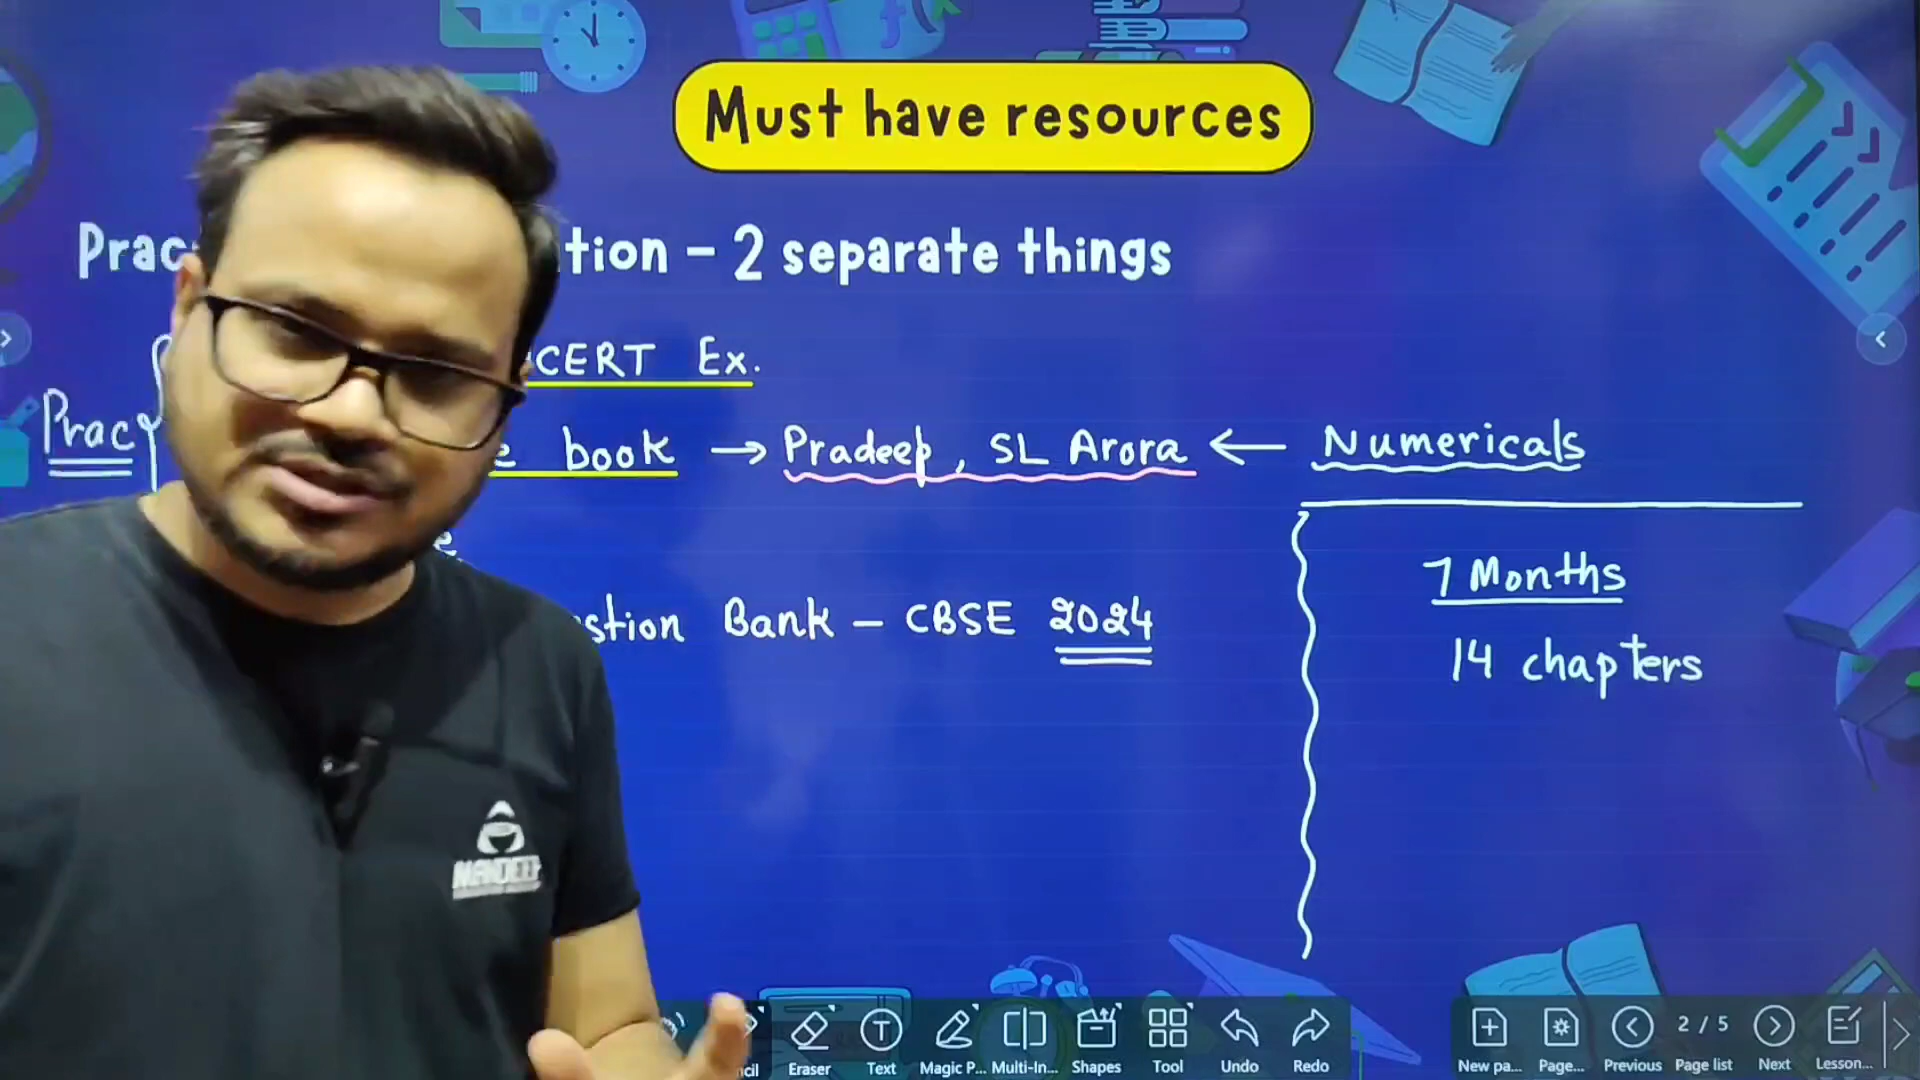 Must have resources
tion - 2 separate things
CERT Ex.
Prac
book → Pradeep, SL Arora ← Numericals
7 Months
stion Bank - CBSE 2024
14 chapters
MANDEEP
Eraser
Text
Magic P...
Multi-In...
Shapes
Tool
Undo
Redo
New pa...
Page...
Previous
2 / 5
Page list
Next
Lesson...